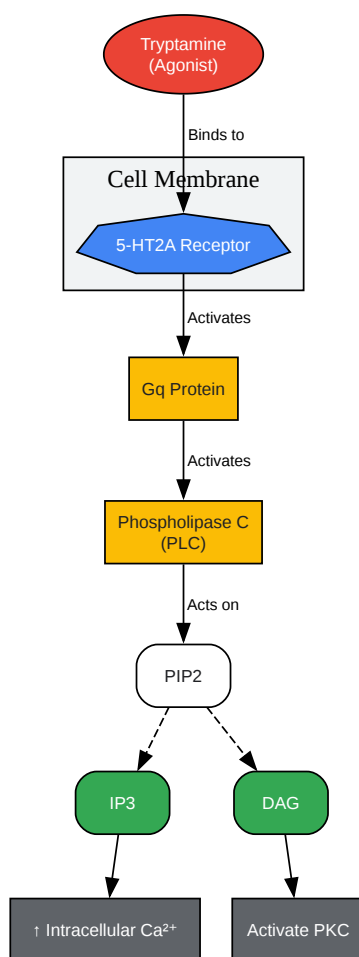 Tryptamine
(Agonist)
Binds to
Cell Membrane
5-HT2A Receptor
Activates
Gq Protein
Activates
Phospholipase C
(PLC)
Acts on
PIP2
IP3
DAG
↑ Intracellular Ca²⁺
Activate PKC